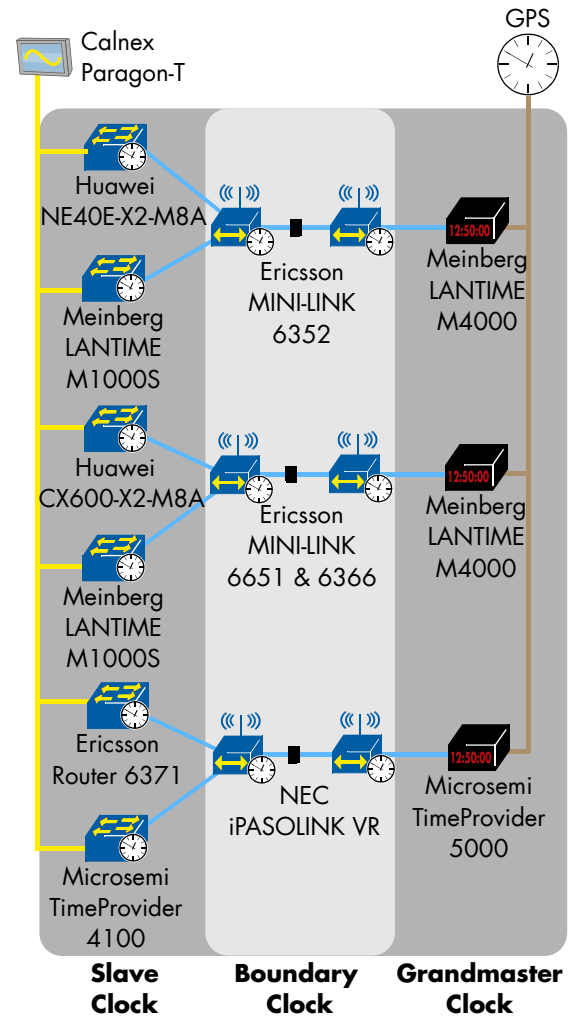 Calnex
Paragon-T
GPS
Huawei
NE40E-X2-M8A
Meinberg
LANTIME
M1000S
Ericsson
MINI-LINK
6352
12:50:00
Meinberg
LANTIME
M4000
Huawei
CX600-X2-M8A
Meinberg
LANTIME
M1000S
Ericsson
MINI-LINK
6651 & 6366
12:50:00
Meinberg
LANTIME
M4000
Ericsson
Router 6371
Microsemi
TimeProvider
4100
NEC
iPASOLINK VR
12:50:00
Microsemi
TimeProvider
5000
Slave
Clock
Boundary
Clock
Grandmaster
Clock